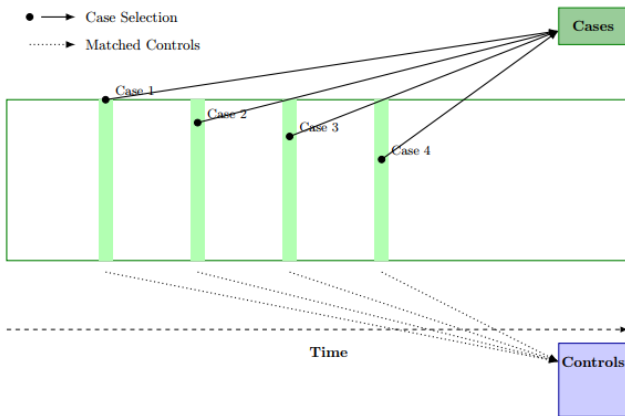 Case Selection
Matched Controls
Cases
Case 1
Case 2
Case 3
Case 4
Time
Controls